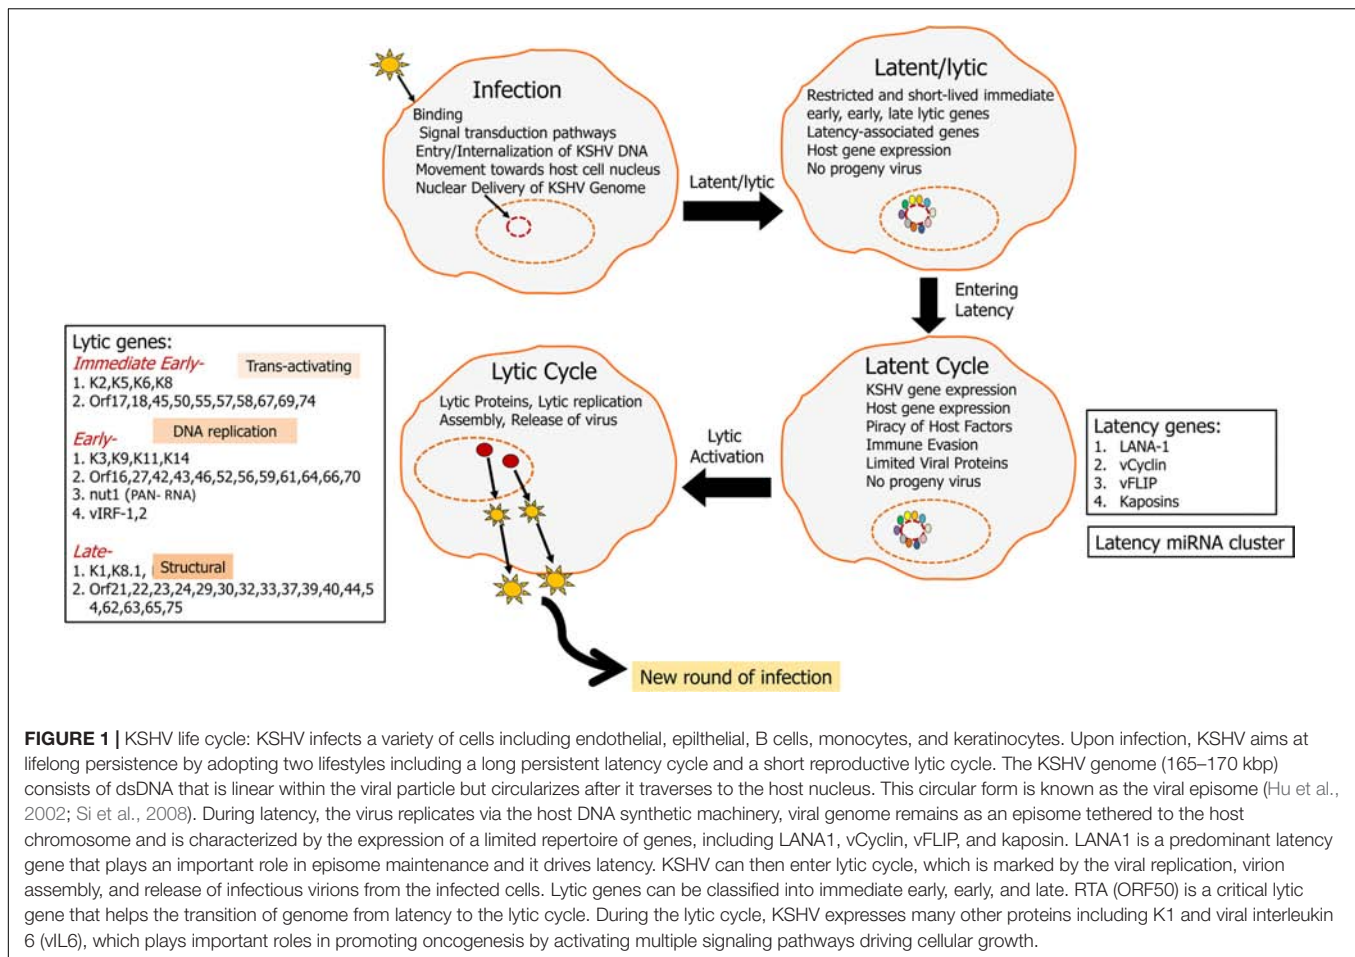 Infection
Binding
Signal transduction pathways
Entry/Internalization of KSHV DNA
Movement towards host cell nucleus
Nuclear Delivery of KSHV Genome
Latent/lytic
Latent/lytic
Restricted and short-lived immediate
early, early, late lytic genes
Latency-associated genes
Host gene expression
No progeny virus
Entering
Latency
Latent Cycle
KSHV gene expression
Host gene expression
Piracy of Host Factors
Immune Evasion
Limited Viral Proteins
No progeny virus
Latency genes:
1. LANA-1
2. vCyclin
3. vFLIP
4. Kaposins
Latency miRNA cluster
Lytic
Activation
Lytic Cycle
Lytic Proteins, Lytic replication
Assembly, Release of virus
Lytic genes:
Immediate Early-
Trans-activating
1. K2,K5,K6,K8
2. Orf17,18,45,50,55,57,58,67,69,74
DNA replication
Early-
1. K3,K9,K11,K14
2. Orf16,27,42,43,46,52,56,59,61,64,66,70
3. nut1 (PAN- RNA)
4. vIRF-1,2
Late-
1. K1,K8.1,
Structural
2. Orf21,22,23,24,29,30,32,33,37,39,40,44,5
4,62,63,65,75
New round of infection
FIGURE 1 | KSHV life cycle: KSHV infects a variety of cells including endothelial, epilthelial, B cells, monocytes, and keratinocytes. Upon infection, KSHV aims at
lifelong persistence by adopting two lifestyles including a long persistent latency cycle and a short reproductive lytic cycle. The KSHV genome (165–170 kbp)
consists of dsDNA that is linear within the viral particle but circularizes after it traverses to the host nucleus. This circular form is known as the viral episome (Hu et al.,
2002; Si et al., 2008). During latency, the virus replicates via the host DNA synthetic machinery, viral genome remains as an episome tethered to the host
chromosome and is characterized by the expression of a limited repertoire of genes, including LANA1, vCyclin, vFLIP, and kaposin. LANA1 is a predominant latency
gene that plays an important role in episome maintenance and it drives latency. KSHV can then enter lytic cycle, which is marked by the viral replication, virion
assembly, and release of infectious virions from the infected cells. Lytic genes can be classified into immediate early, early, and late. RTA (ORF50) is a critical lytic
gene that helps the transition of genome from latency to the lytic cycle. During the lytic cycle, KSHV expresses many other proteins including K1 and viral interleukin
6 (vIL6), which plays important roles in promoting oncogenesis by activating multiple signaling pathways driving cellular growth.